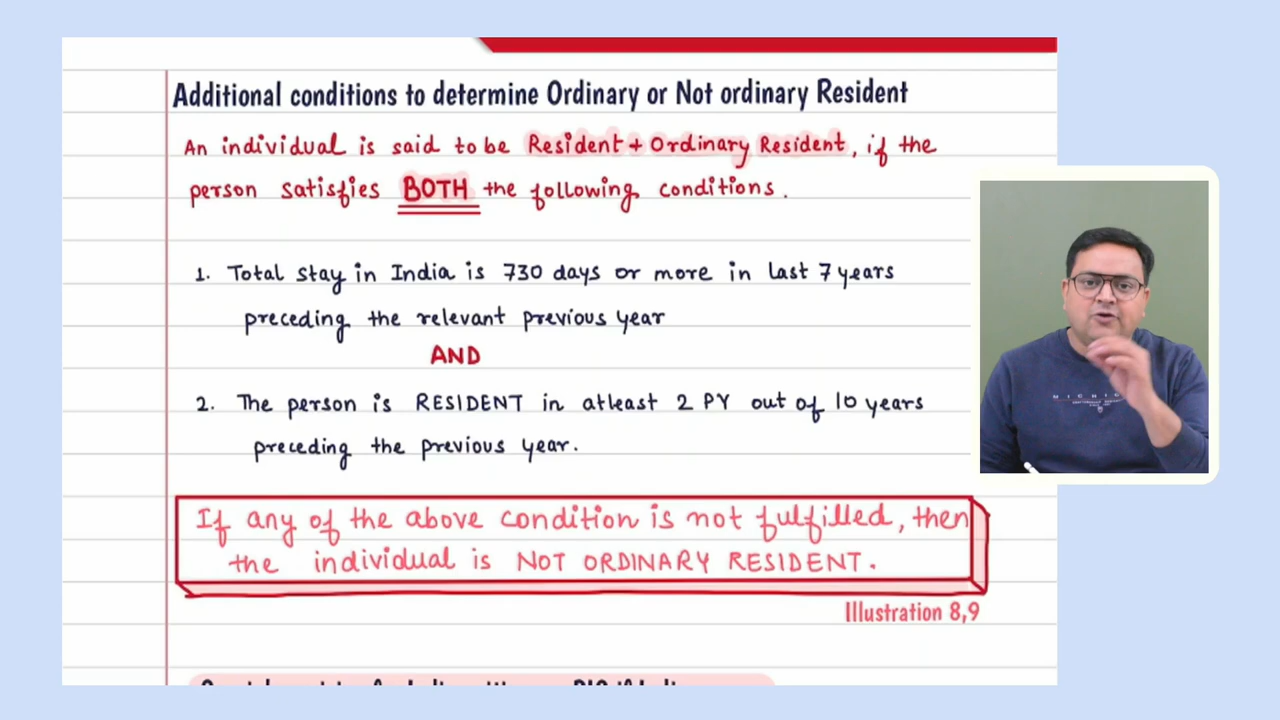 Additional conditions to determine Ordinary or Not ordinary Resident
An individual is said to be Resident + Ordinary Resident, if the
person satisfies BOTH the following conditions.
1. Total stay in India is 730 days or more in last 7 years
preceding the relevant previous year
AND
2. The person is RESIDENT in atleast 2 PY out of 10 years
preceding the previous year.
If any of the above condition is not fulfilled, then
the individual is NOT ORDINARY RESIDENT.
Illustration 8,9